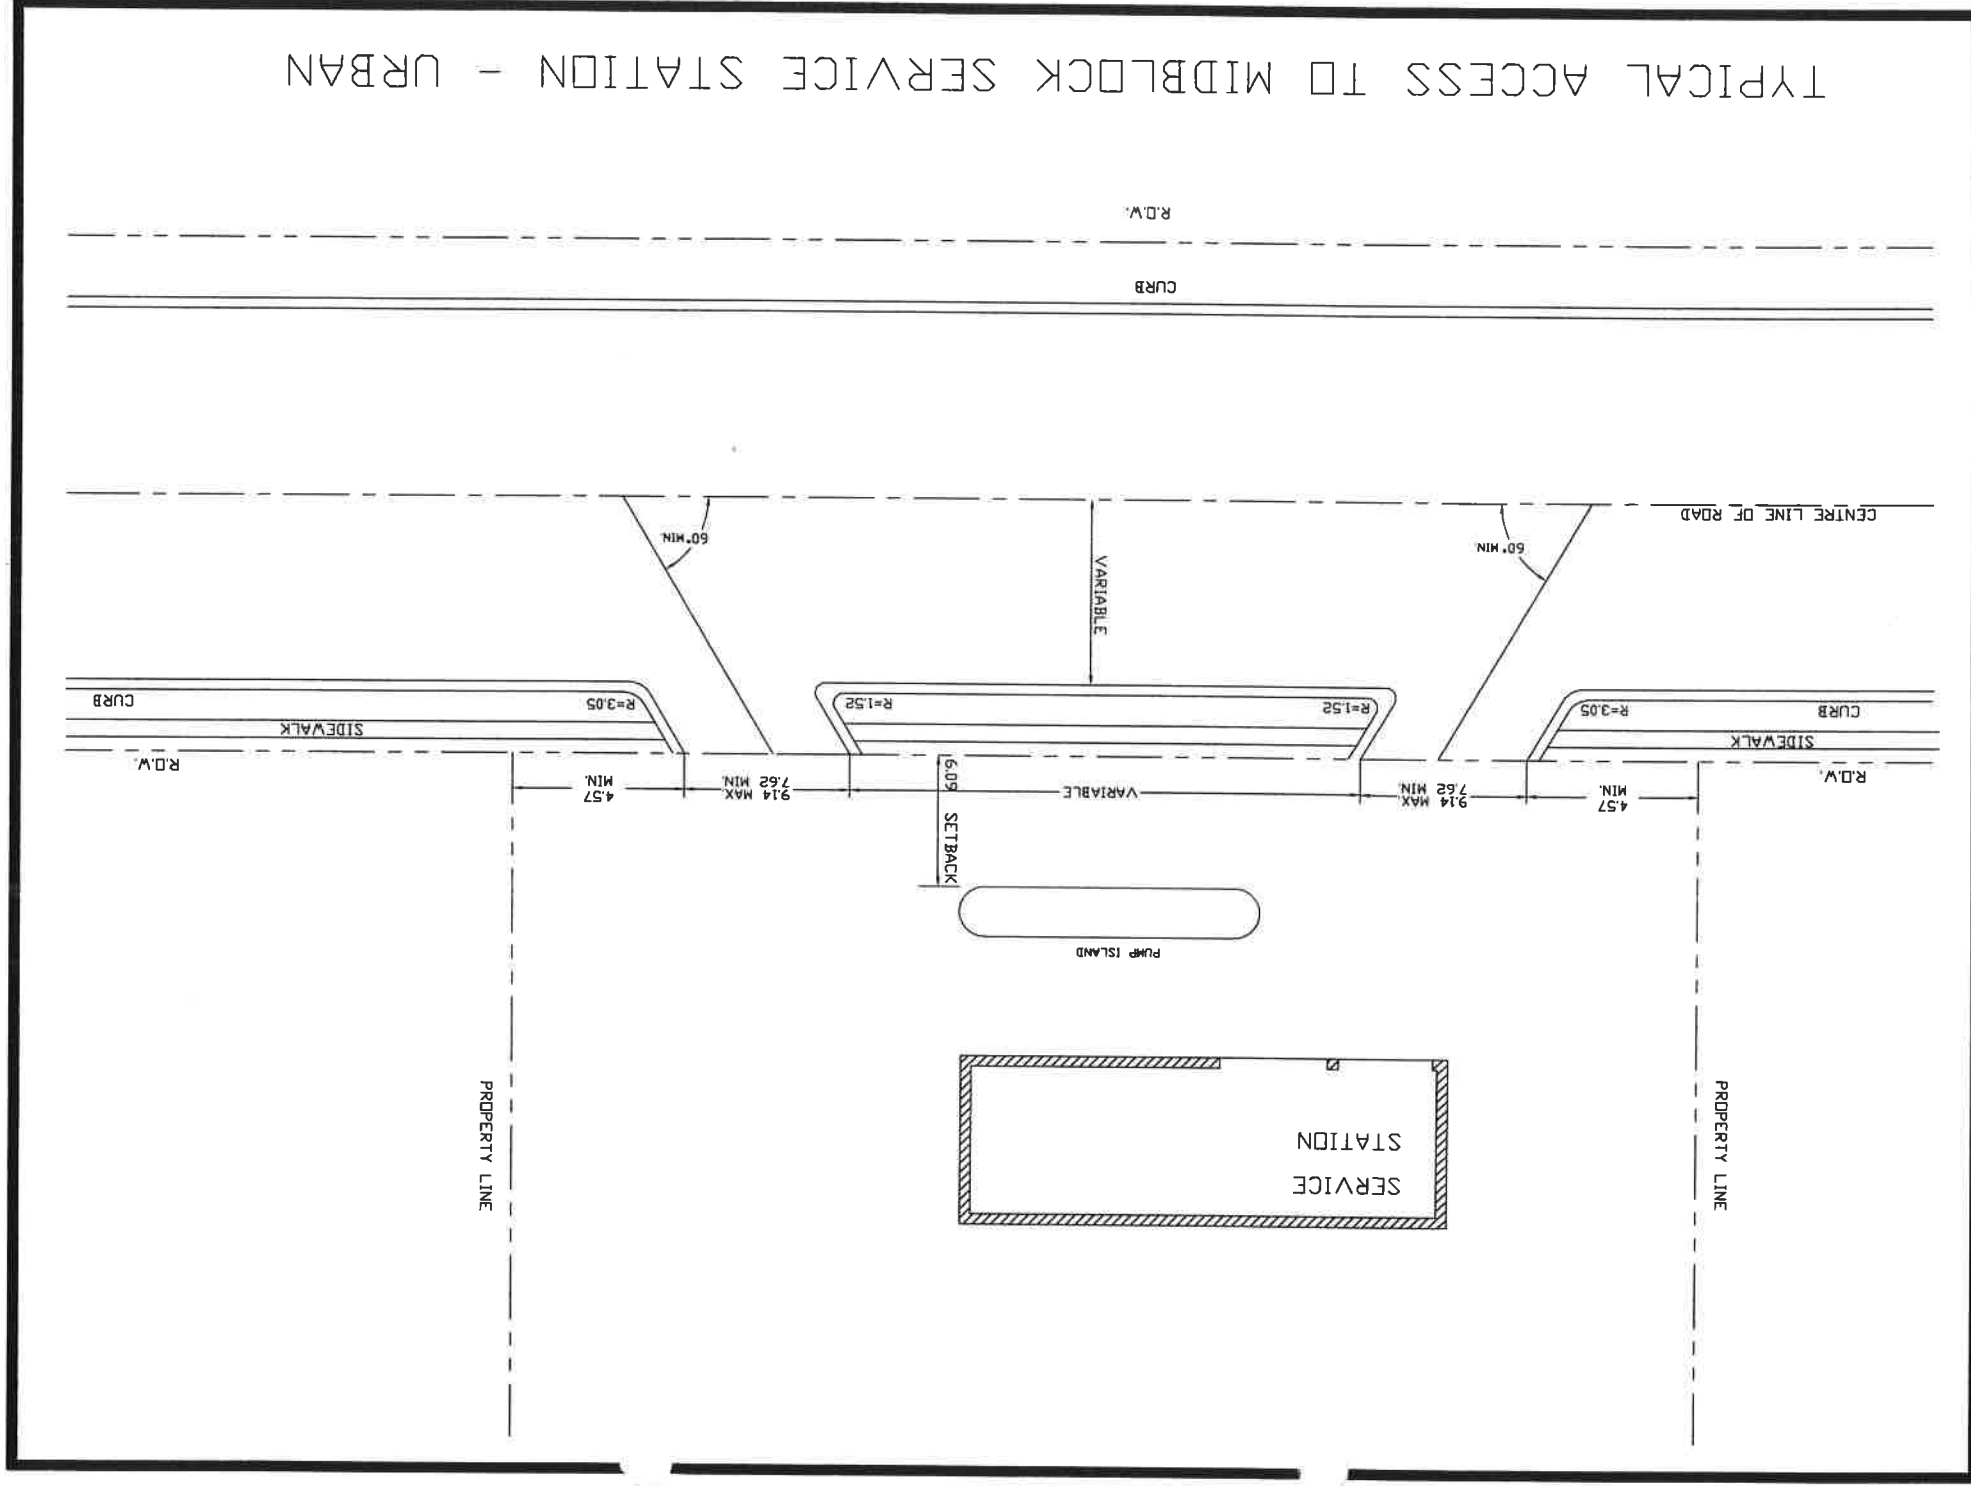 PROPERTY LINE
SERVICE
STATION
PROPERTY LINE
PUMP ISLAND
6.09 SETBACK
4.57
MIN.
9.14 MAX.
7.62 MIN.
VARIABLE
9.14 MAX.
7.62 MIN.
4.57
MIN.
R.O.W.
R.O.W.
SIDEWALK
SIDEWALK
CURB
R=3.05
R=1.52
R=1.52
R=3.05
CURB
VARIABLE
60° MIN.
60° MIN.
CENTRE LINE OF ROAD
CURB
R.O.W.
TYPICAL ACCESS TO MIDBLOCK SERVICE STATION - URBAN